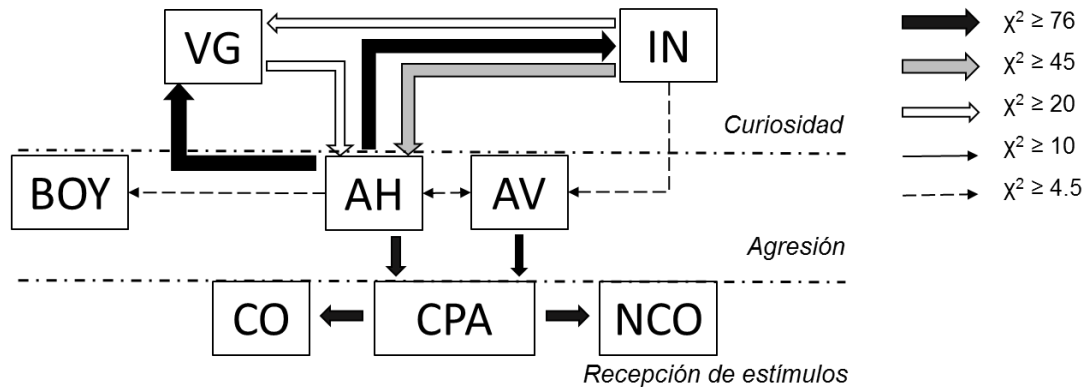 VG
IN
Curiosidad
BOY
AH
AV
Agresión
CO
CPA
NCO
Recepción de estímulos
χ² ≥ 76
χ² ≥ 45
χ² ≥ 20
χ² ≥ 10
χ² ≥ 4.5